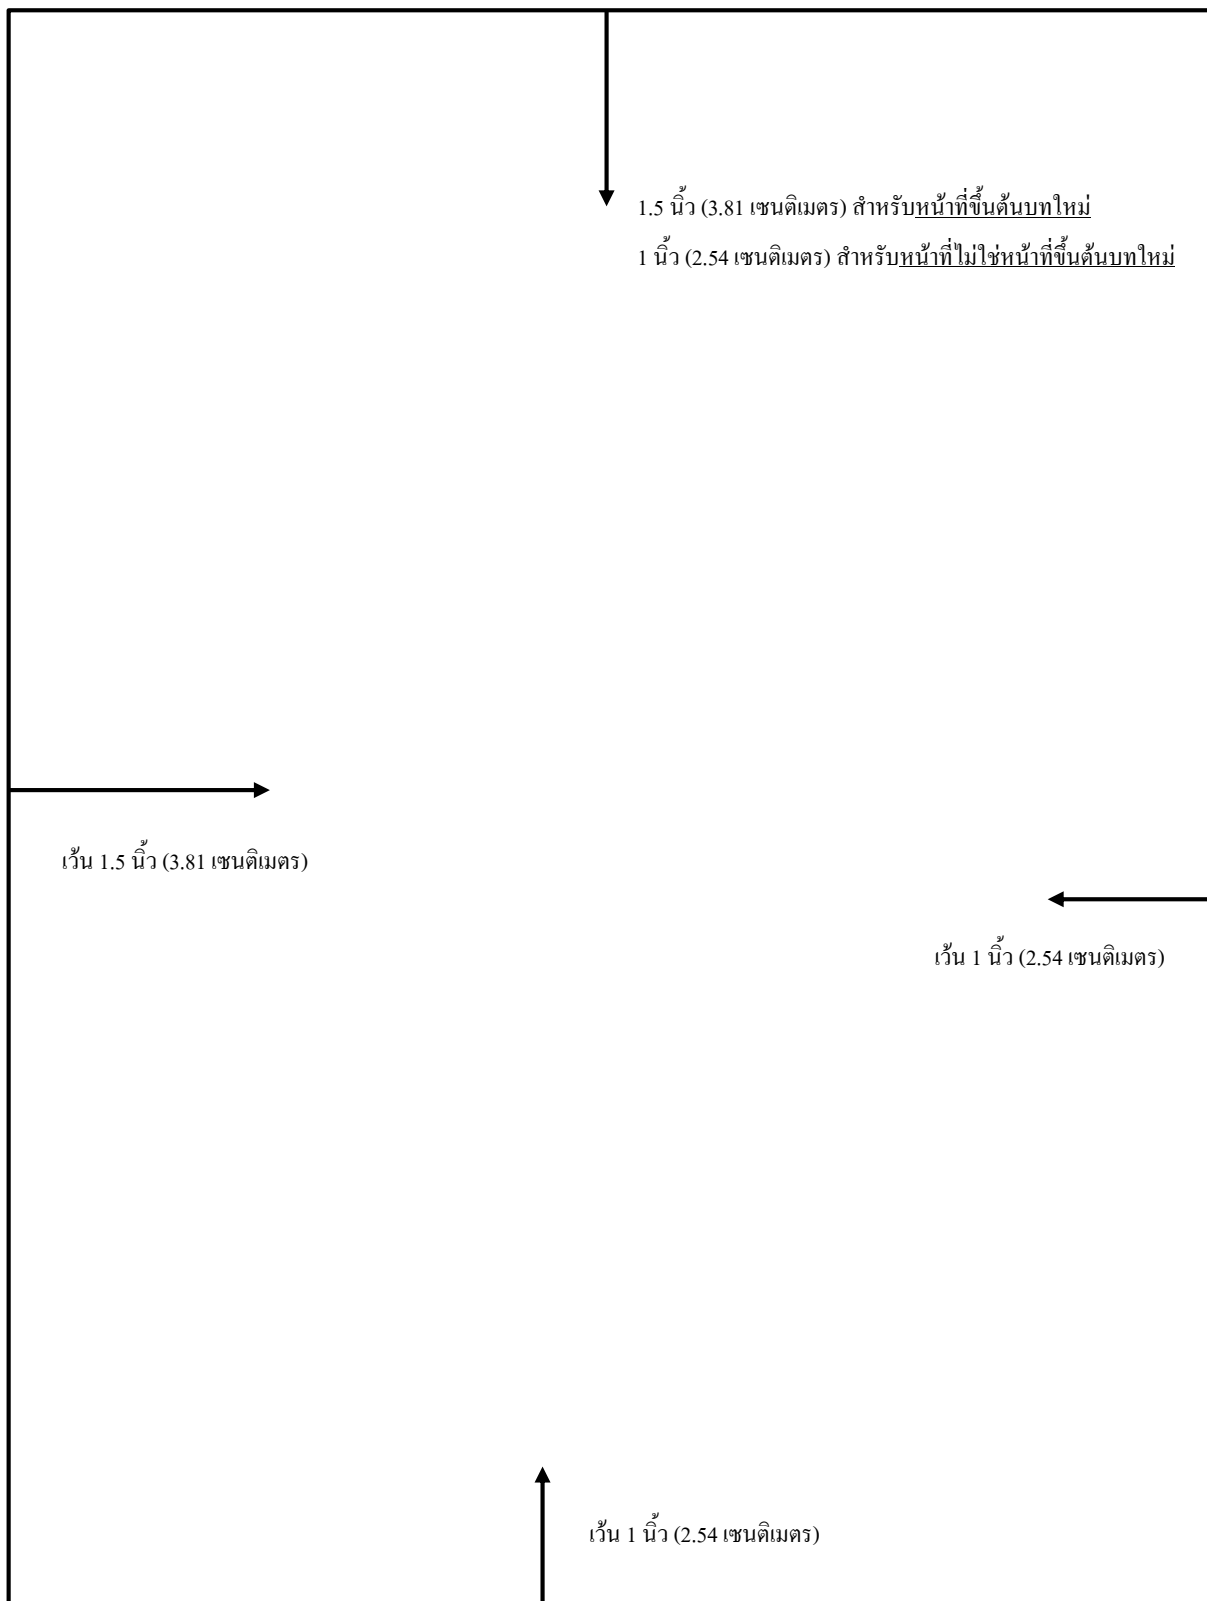 1.5 นิ้ว (3.81 เซนติเมตร) สำหรับหน้าที่ขึ้นต้นบทใหม่
1 นิ้ว (2.54 เซนติเมตร) สำหรับหน้าที่ไม่ใช่หน้าที่ขึ้นต้นบทใหม่
เว้น 1.5 นิ้ว (3.81 เซนติเมตร)
เว้น 1 นิ้ว (2.54 เซนติเมตร)
เว้น 1 นิ้ว (2.54 เซนติเมตร)